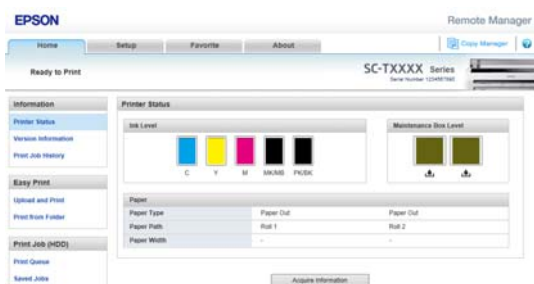 EPSON
Remote Manager
Home Setup Favorite About
Copy Manager
Ready to Print
SC-TXXXX Series
Serial Number 1234567890
Information
Printer Status
Version Information
Print Job History
Easy Print
Upload and Print
Print from Folder
Print Job (HDD)
Print Queue
Saved Jobs
Printer Status
Ink Level
C Y M MK/MB PK/BK
Maintenance Box Level
Paper
Paper Type Paper Out Paper Out
Paper Path Roll 1 Roll 2
Paper Width - -
Acquire Information